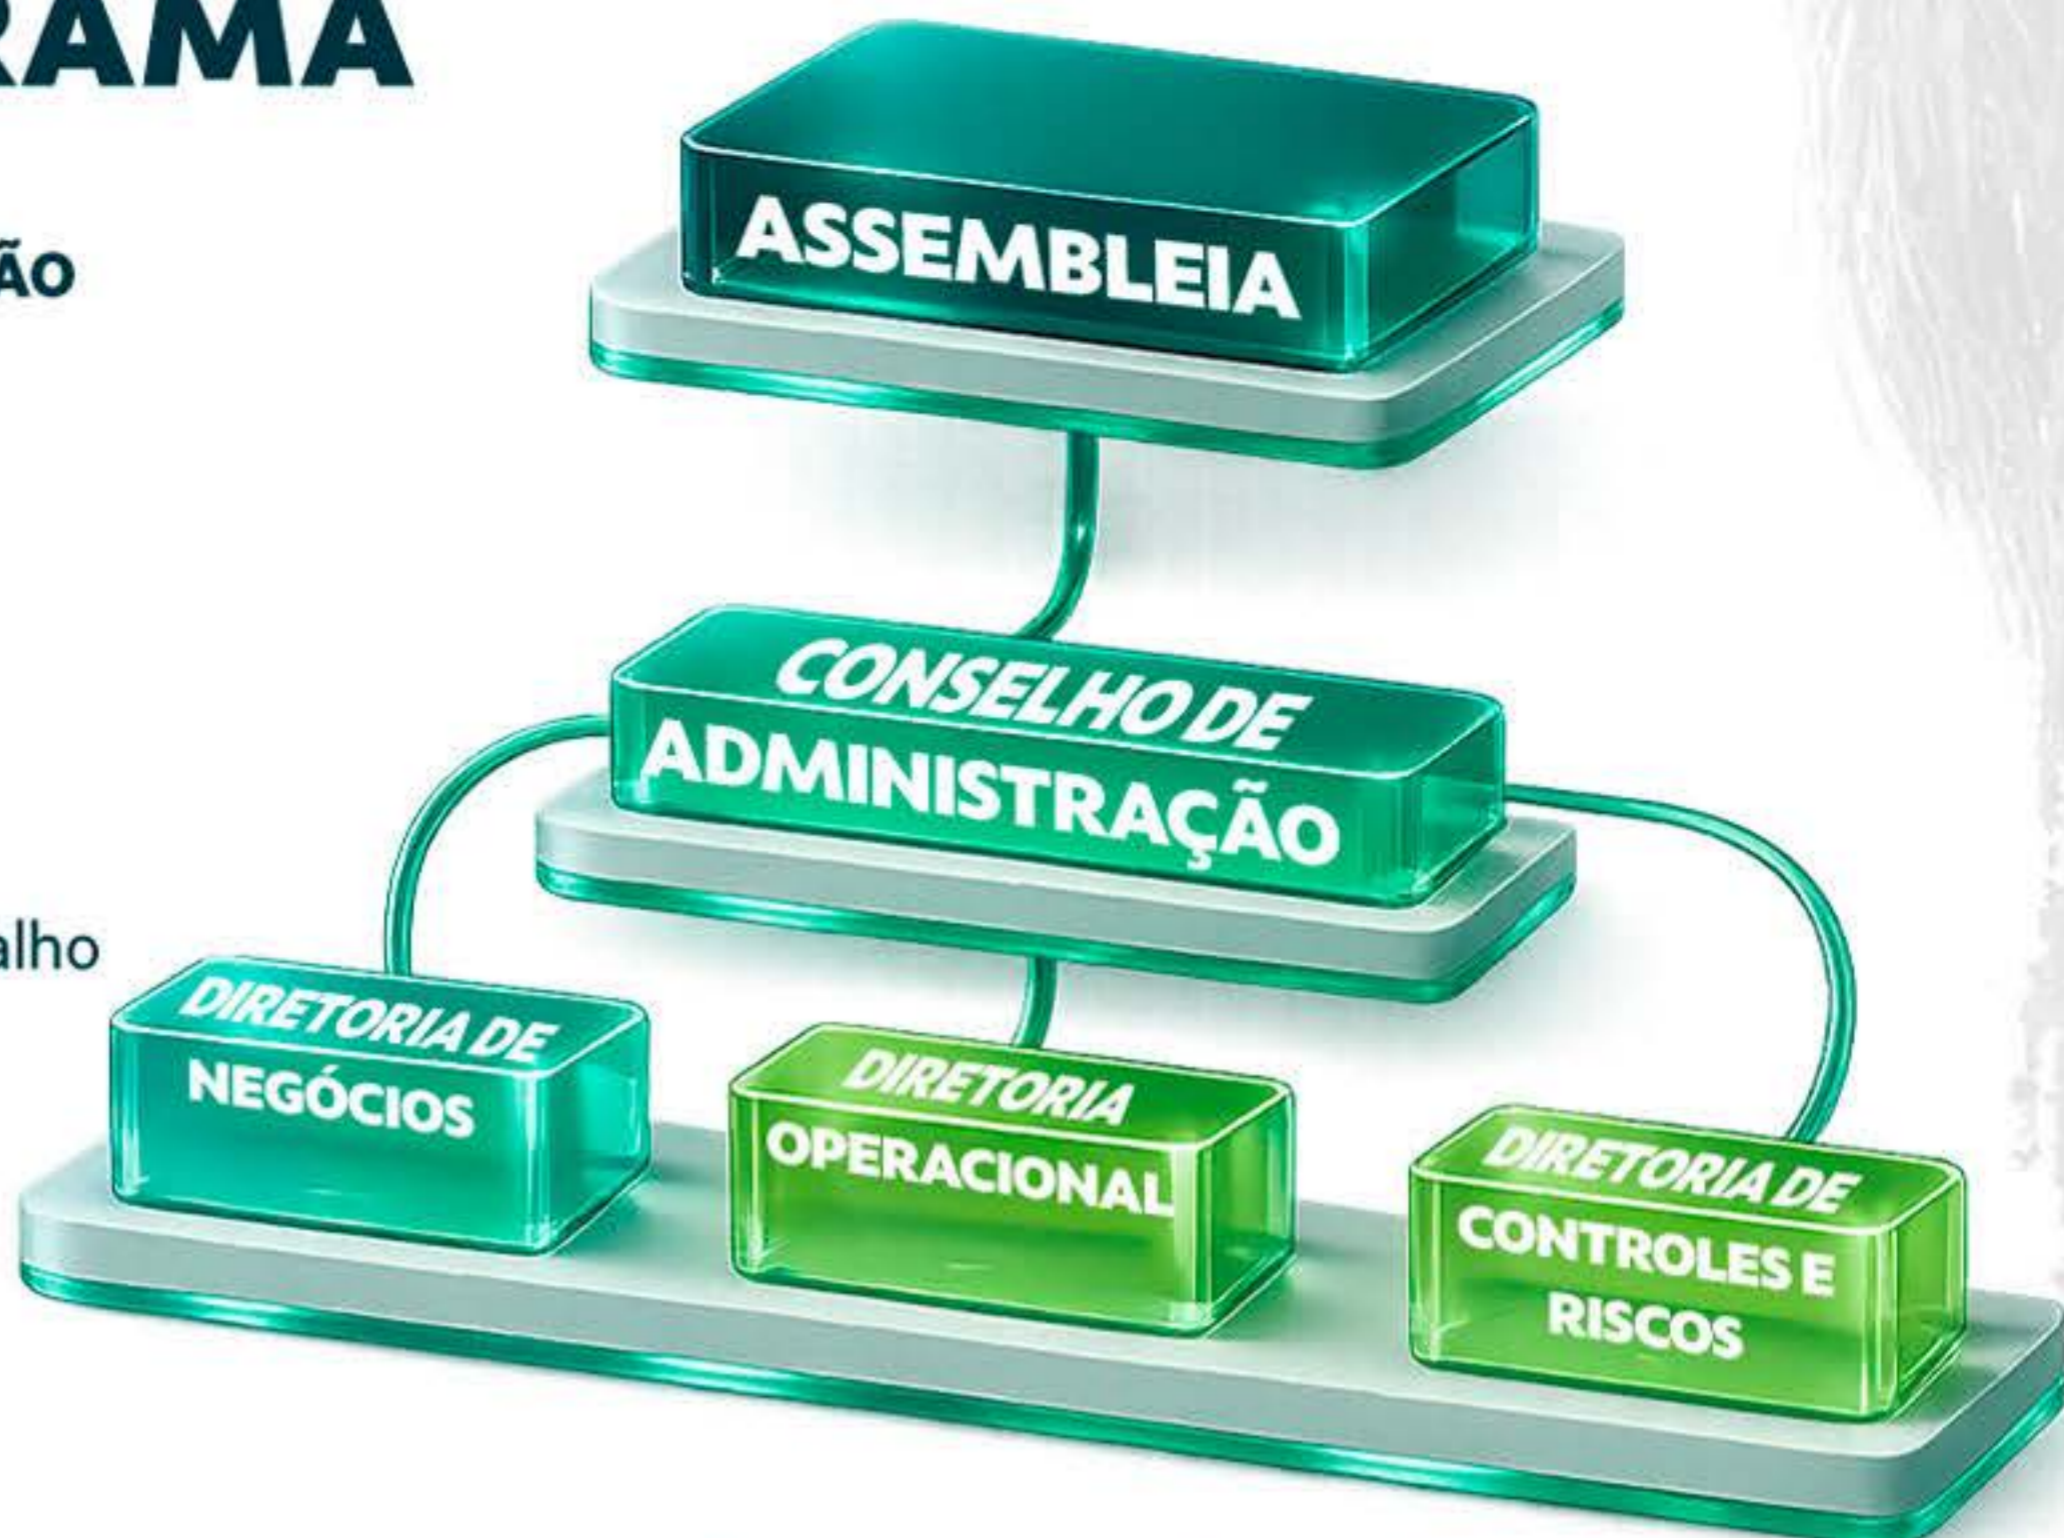 RAMA
ÃO
alho
ASSEMBLEIA
CONSELHO DE
ADMINISTRAÇÃO
DIRETORIA DE
NEGÓCIOS
DIRETORIA
OPERACIONAL
DIRETORIA DE
CONTROLES E
RISCOS